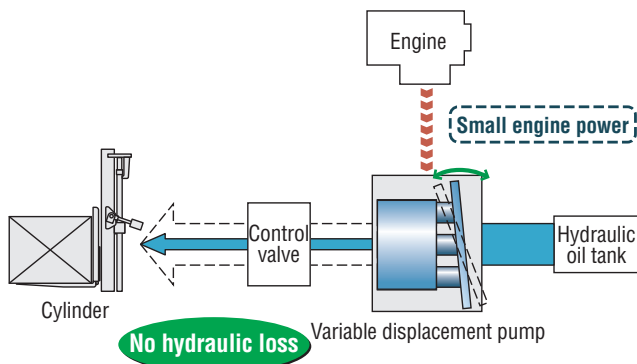 Engine
Small engine power
Control
valve
Hydraulic
oil tank
Cylinder
No hydraulic loss
Variable displacement pump